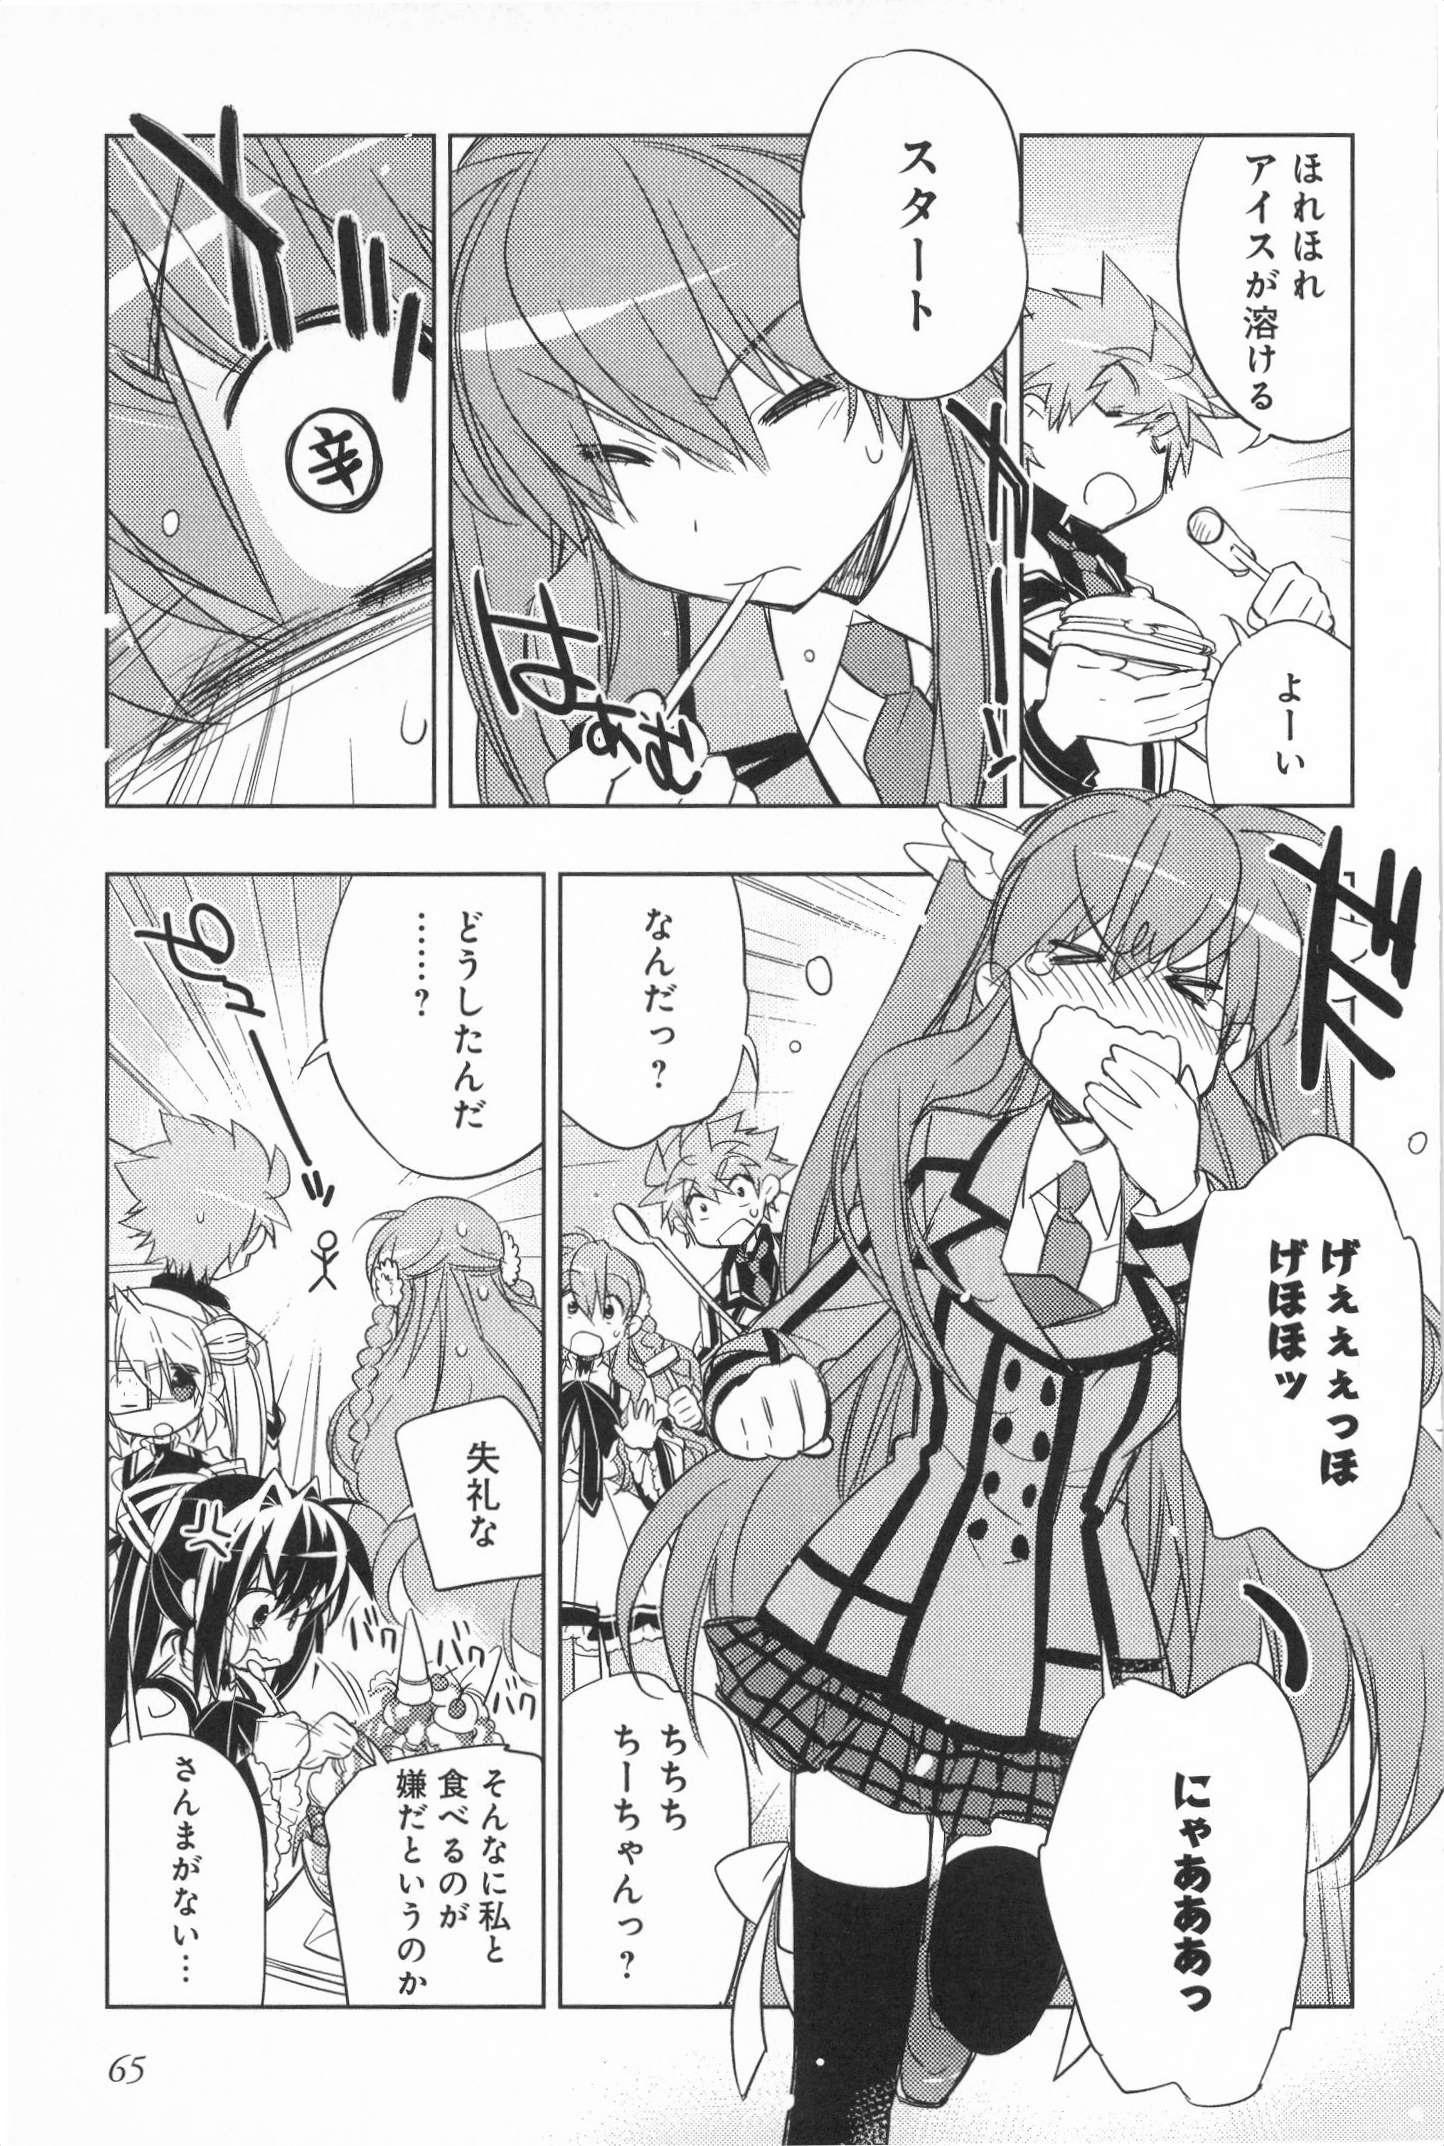 ほれほれ
アイスが溶ける
よーい
スタート
はぁむ
辛
げぇぇぇっほ
げほほッ
にゃあああっ
なんだっ?
ちちち
ちーちゃんっ?
どうしたんだ
……?
失礼な
バク
バク
バク
バク
そんなに私と
食べるのが
嫌だというのか
さんまがない…
65